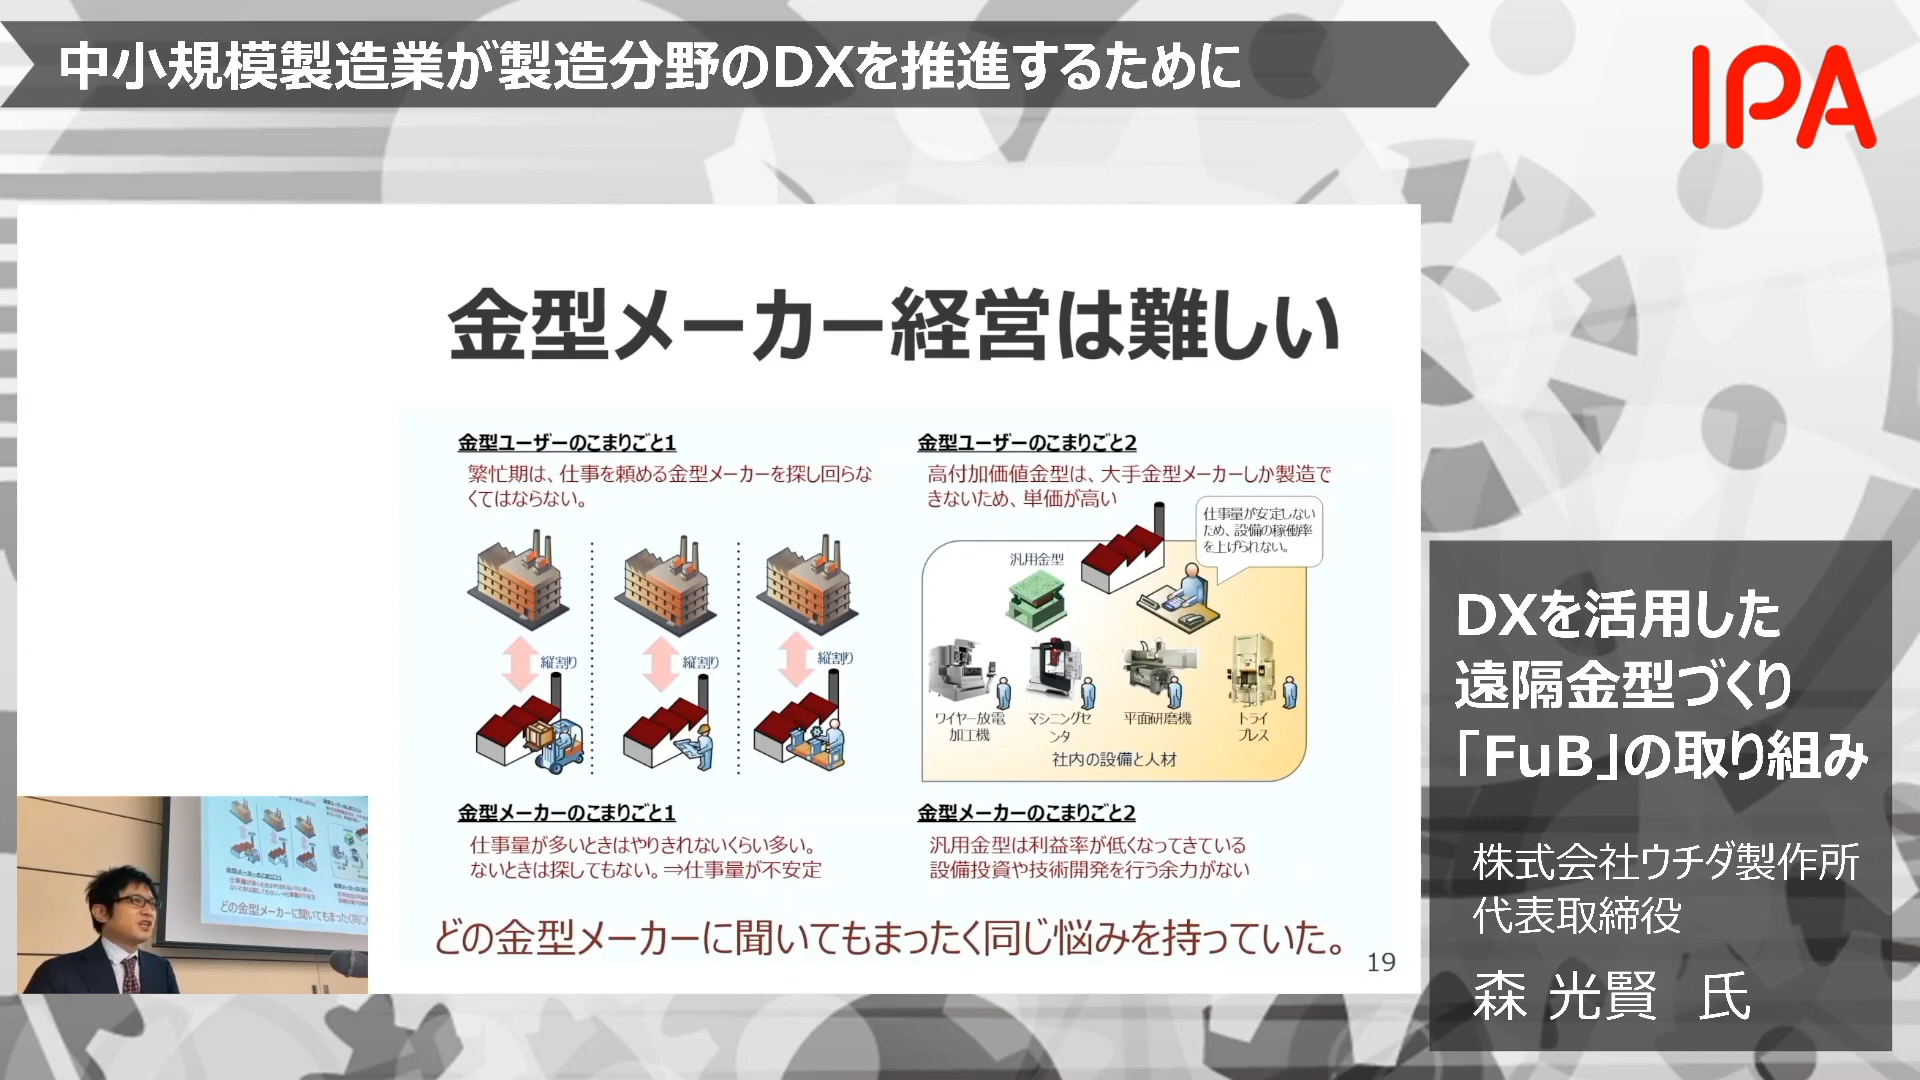 中小規模製造業が製造分野のDXを推進するために
IPA
金型メーカー経営は難しい
金型ユーザーのこまりごと1
繁忙期は、仕事を頼める金型メーカーを探し回らな
くてはならない。
縦割り
縦割り
縦割り
金型メーカーのこまりごと1
仕事量が多いときはやりきれないくらい多い。
ないときは探してもない。⇒仕事量が不安定
金型ユーザーのこまりごと2
高付加価値金型は、大手金型メーカーしか製造で
きないため、単価が高い
仕事量が安定しない
ため、設備の稼働率
を上げられない。
汎用金型
ワイヤー放電
加工機
マシニングセ
ンタ
平面研磨機
トライ
プレス
社内の設備と人材
金型メーカーのこまりごと2
汎用金型は利益率が低くなってきている
設備投資や技術開発を行う余力がない
どの金型メーカーに聞いてもまったく同じ悩みを持っていた。
19
DXを活用した
遠隔金型づくり
「FuB」の取り組み
株式会社ウチダ製作所
代表取締役
森 光賢 氏